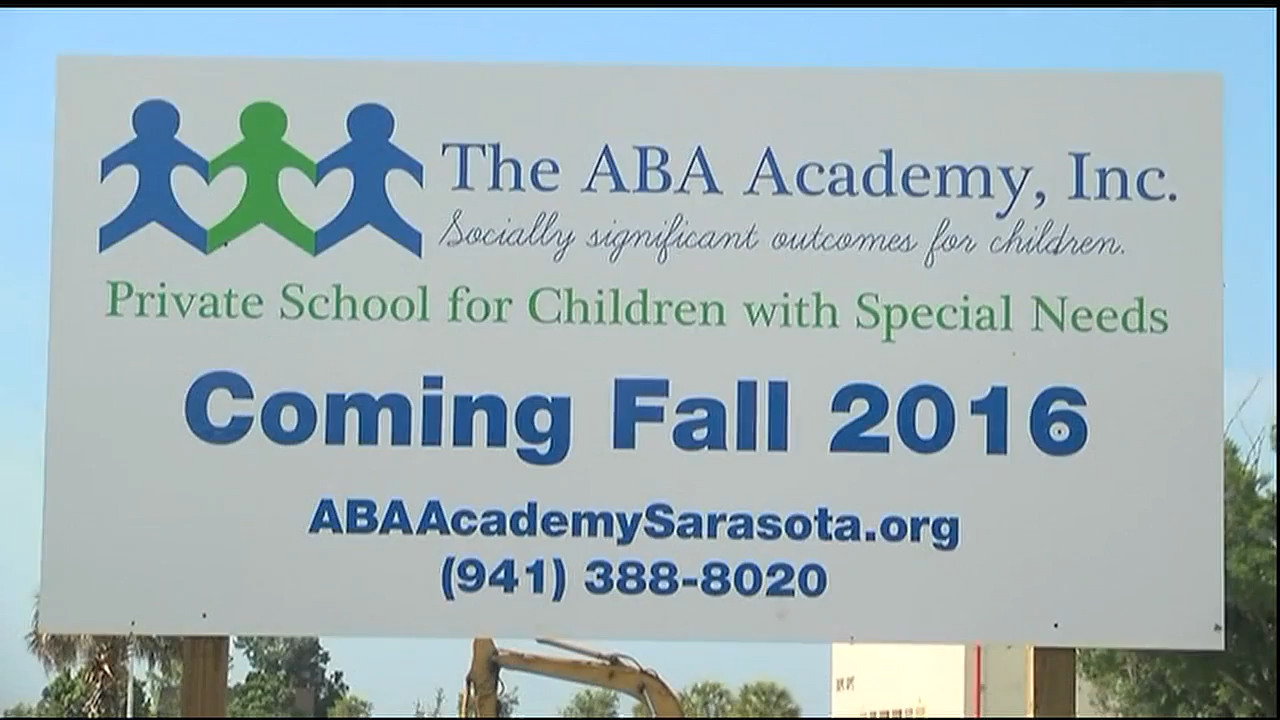 The ABA Academy, Inc.
Socially significant outcomes for children.
Private School for Children with Special Needs
Coming Fall 2016
ABAAcademySarasota.org
(941) 388-8020